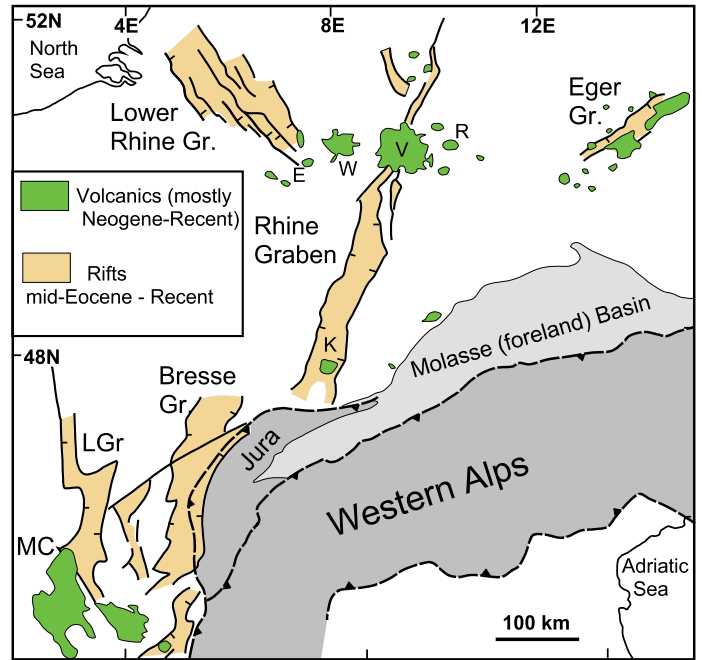 52N
4E
8E
12E
North
Sea
Lower
Rhine Gr.
Eger
Gr.
R
V
W
E
Volcanics (mostly
Neogene-Recent)
Rifts
mid-Eocene - Recent
Rhine
Graben
K
48N
Molasse (foreland) Basin
Bresse
Gr.
LGr
Jura
Western Alps
MC
Adriatic
Sea
100 km